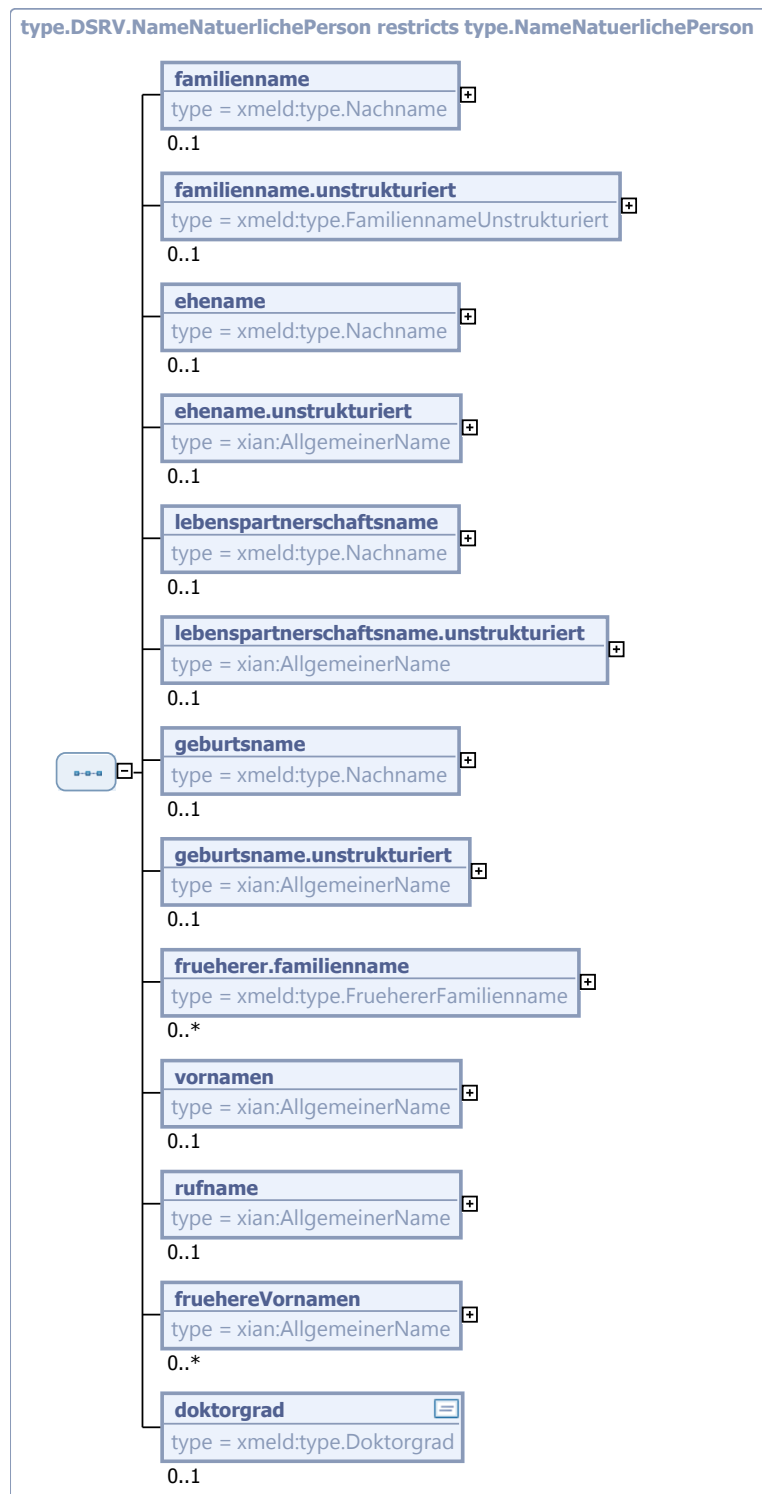 type.DSRV.NameNatuerlichePerson restricts type.NameNatuerlichePerson
familienname
type = xmeld:type.Nachname
0..1
familienname.unstrukturiert
type = xmeld:type.FamiliennameUnstrukturiert
0..1
ehename
type = xmeld:type.Nachname
0..1
ehename.unstrukturiert
type = xian:AllgemeinerName
0..1
lebenspartnerschaftsname
type = xmeld:type.Nachname
0..1
lebenspartnerschaftsname.unstrukturiert
type = xian:AllgemeinerName
0..1
geburtsname
type = xmeld:type.Nachname
0..1
geburtsname.unstrukturiert
type = xian:AllgemeinerName
0..1
frueherer.familienname
type = xmeld:type.FruehererFamilienname
0..*
vornamen
type = xian:AllgemeinerName
0..1
rufname
type = xian:AllgemeinerName
0..1
fruehereVornamen
type = xian:AllgemeinerName
0..*
doktorgrad
type = xmeld:type.Doktorgrad
0..1